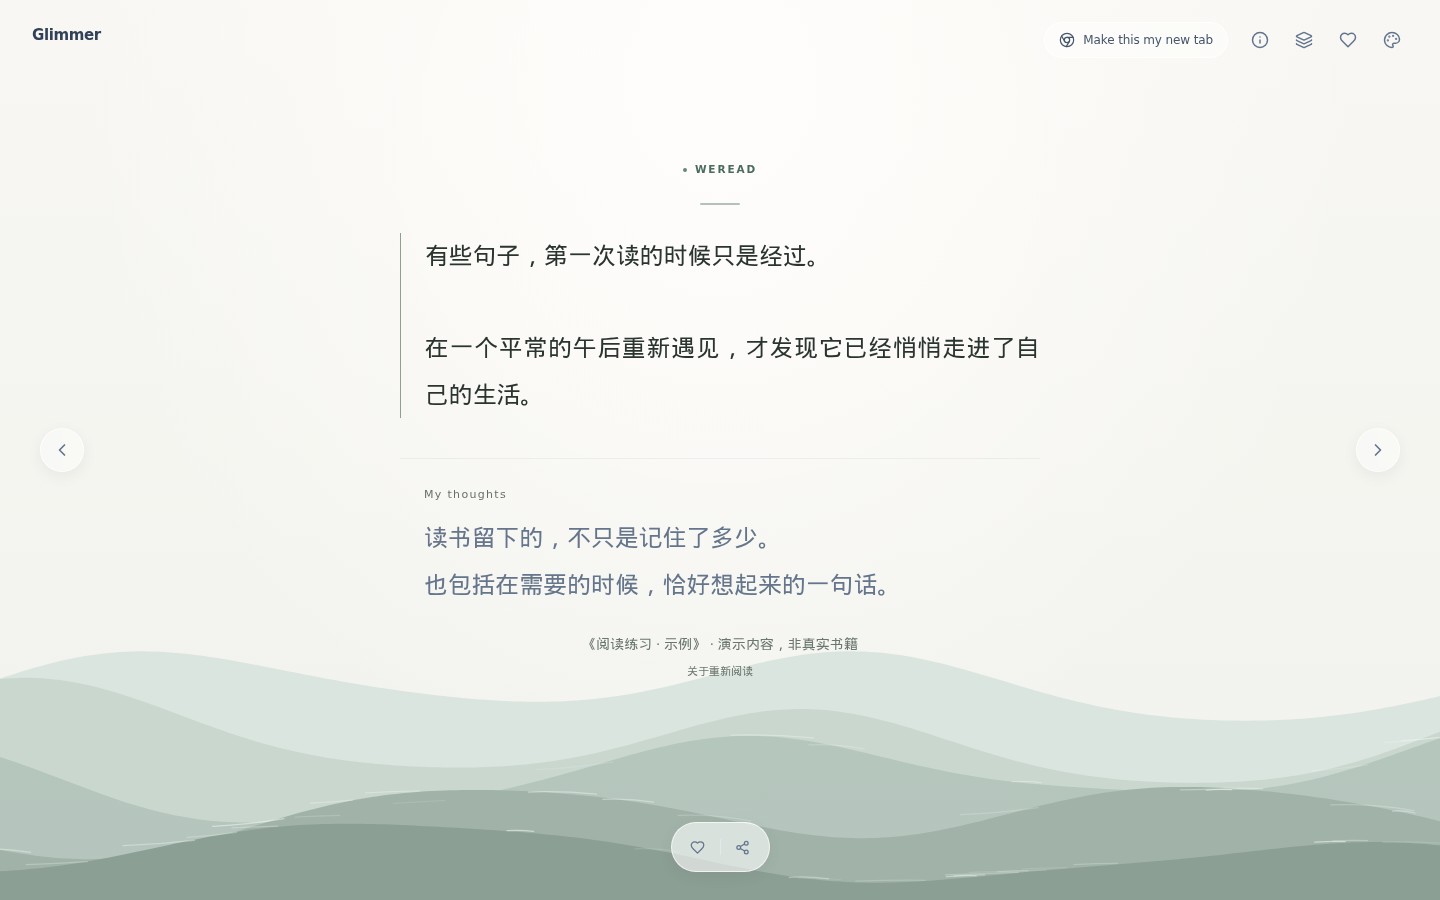 Glimmer
Make this my new tab
• WEREAD
有些句子，第一次读的时候只是经过。
在一个平常的午后重新遇见，才发现它已经悄悄走进了自
己的生活。
My thoughts
读书留下的，不只是记住了多少。
也包括在需要的时候，恰好想起来的一句话。
《阅读练习 · 示例》 · 演示内容，非真实书籍
关于重新阅读